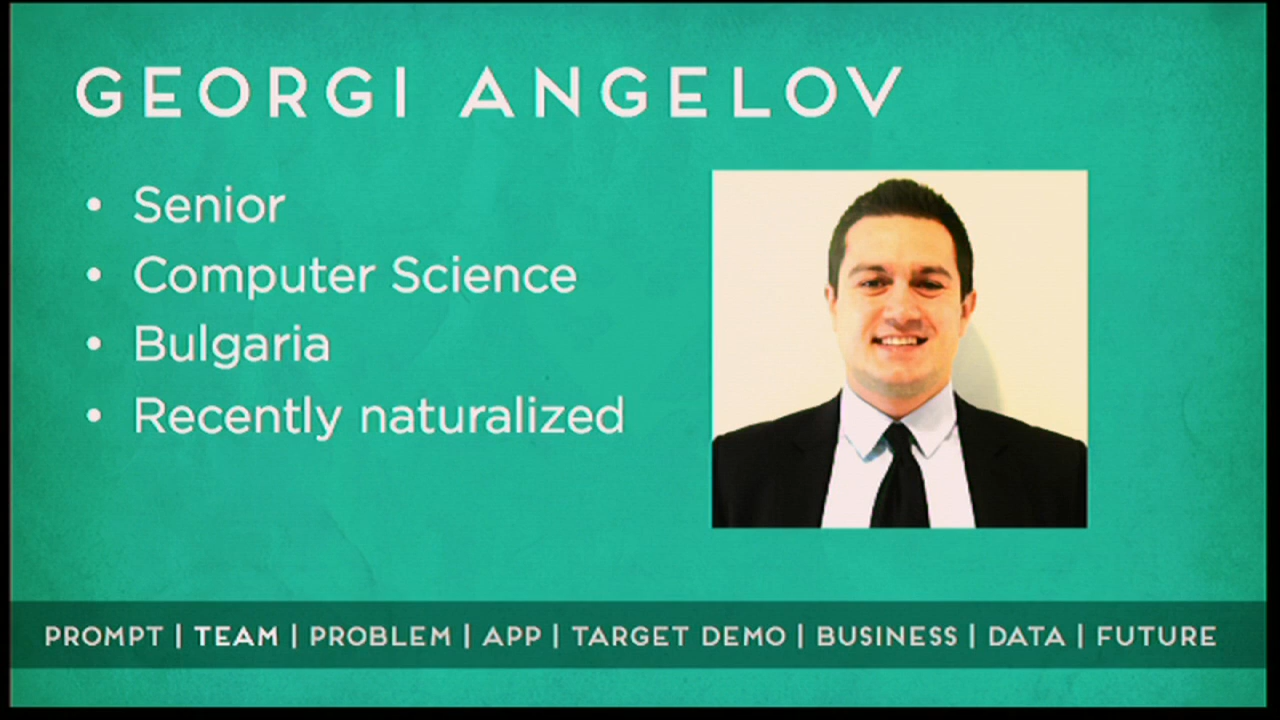 GEORGI ANGELOV
• Senior
• Computer Science
• Bulgaria
• Recently naturalized
PROMPT | TEAM | PROBLEM | APP | TARGET DEMO | BUSINESS | DATA | FUTURE